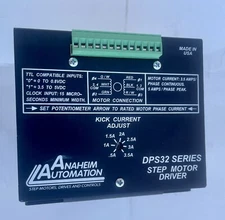 MADE IN
USA
TTL COMPATIBLE INPUTS:
"0" = 0 TO 0.8VDC
"1" = 3.5 TO 5VDC
CLOCK INPUT: 15 MICRO-
SECONDS MINIMUM WIDTH.
MOTOR CONNECTION
MOTOR CURRENT: 3.5 AMPS
PHASE CONTINUOUS.
5 AMPS / PHASE PEAK.
SET POTENTIOMETER ARROW TO RATED MOTOR PHASE CURRENT
KICK CURRENT
ADJUST
2A
1.5A 2.5A
1A 3A
.5A 3.5A
ANAHEIM
AUTOMATION
STEP MOTORS, DRIVES AND CONTROLS
DPS32 SERIES
STEP MOTOR
DRIVER